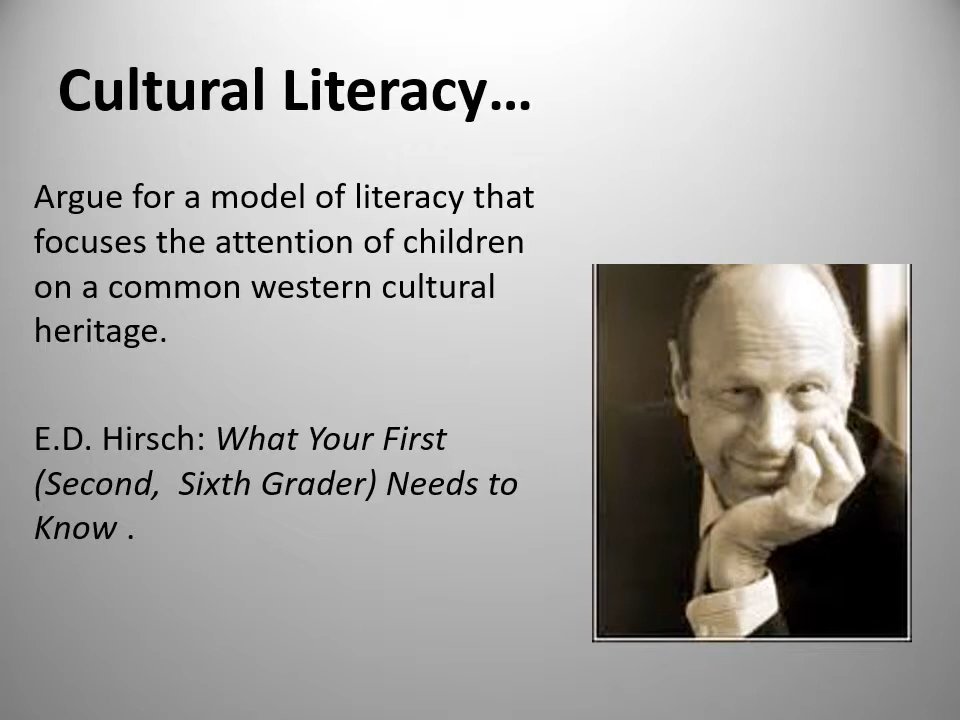 Cultural Literacy…
Argue for a model of literacy that
focuses the attention of children
on a common western cultural
heritage.
E.D. Hirsch: What Your First
(Second,  Sixth Grader) Needs to
Know .